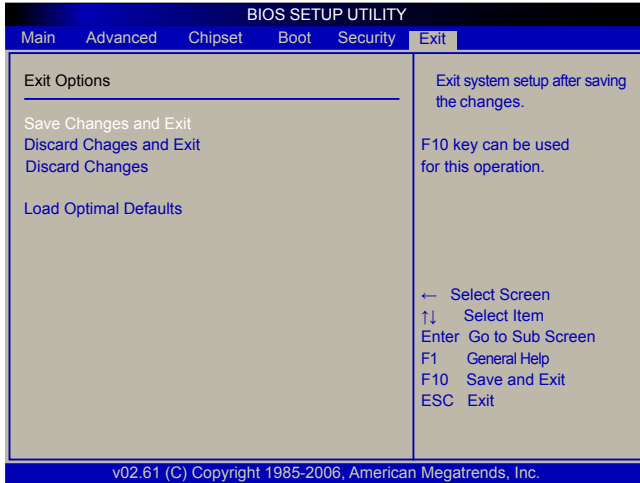 BIOS SETUP UTILITY
Main Advanced Chipset Boot Security Exit
Exit Options
Save Changes and Exit
Discard Chages and Exit
Discard Changes
Load Optimal Defaults
Exit system setup after saving
the changes.
F10 key can be used
for this operation.
← Select Screen
↑↓ Select Item
Enter Go to Sub Screen
F1 General Help
F10 Save and Exit
ESC Exit
v02.61 (C) Copyright 1985-2006, American Megatrends, Inc.